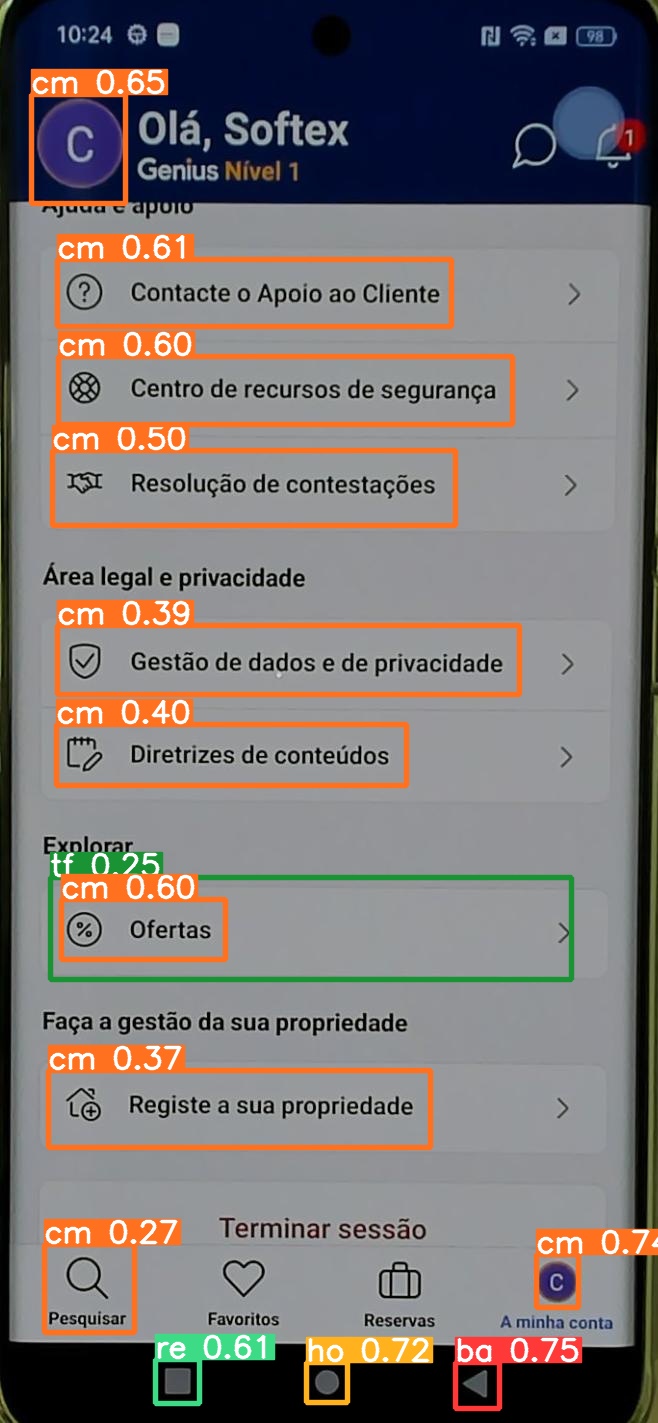 10:24
98
cm 0.65
C
Olá, Softex
Genius Nível 1
1
Ajuda e apoio
cm 0.61
Contacte o Apoio ao Cliente
cm 0.60
Centro de recursos de segurança
cm 0.50
Resolução de contestações
Área legal e privacidade
cm 0.39
Gestão de dados e de privacidade
cm 0.40
Diretrizes de conteúdos
Explorar
tf 0.25
cm 0.60
% Ofertas
Faça a gestão da sua propriedade
cm 0.37
Registe a sua propriedade
Terminar sessão
cm 0.27
cm 0.74
C
Pesquisar
Favoritos
Reservas
A minha conta
re 0.61
ho 0.72
ba 0.75